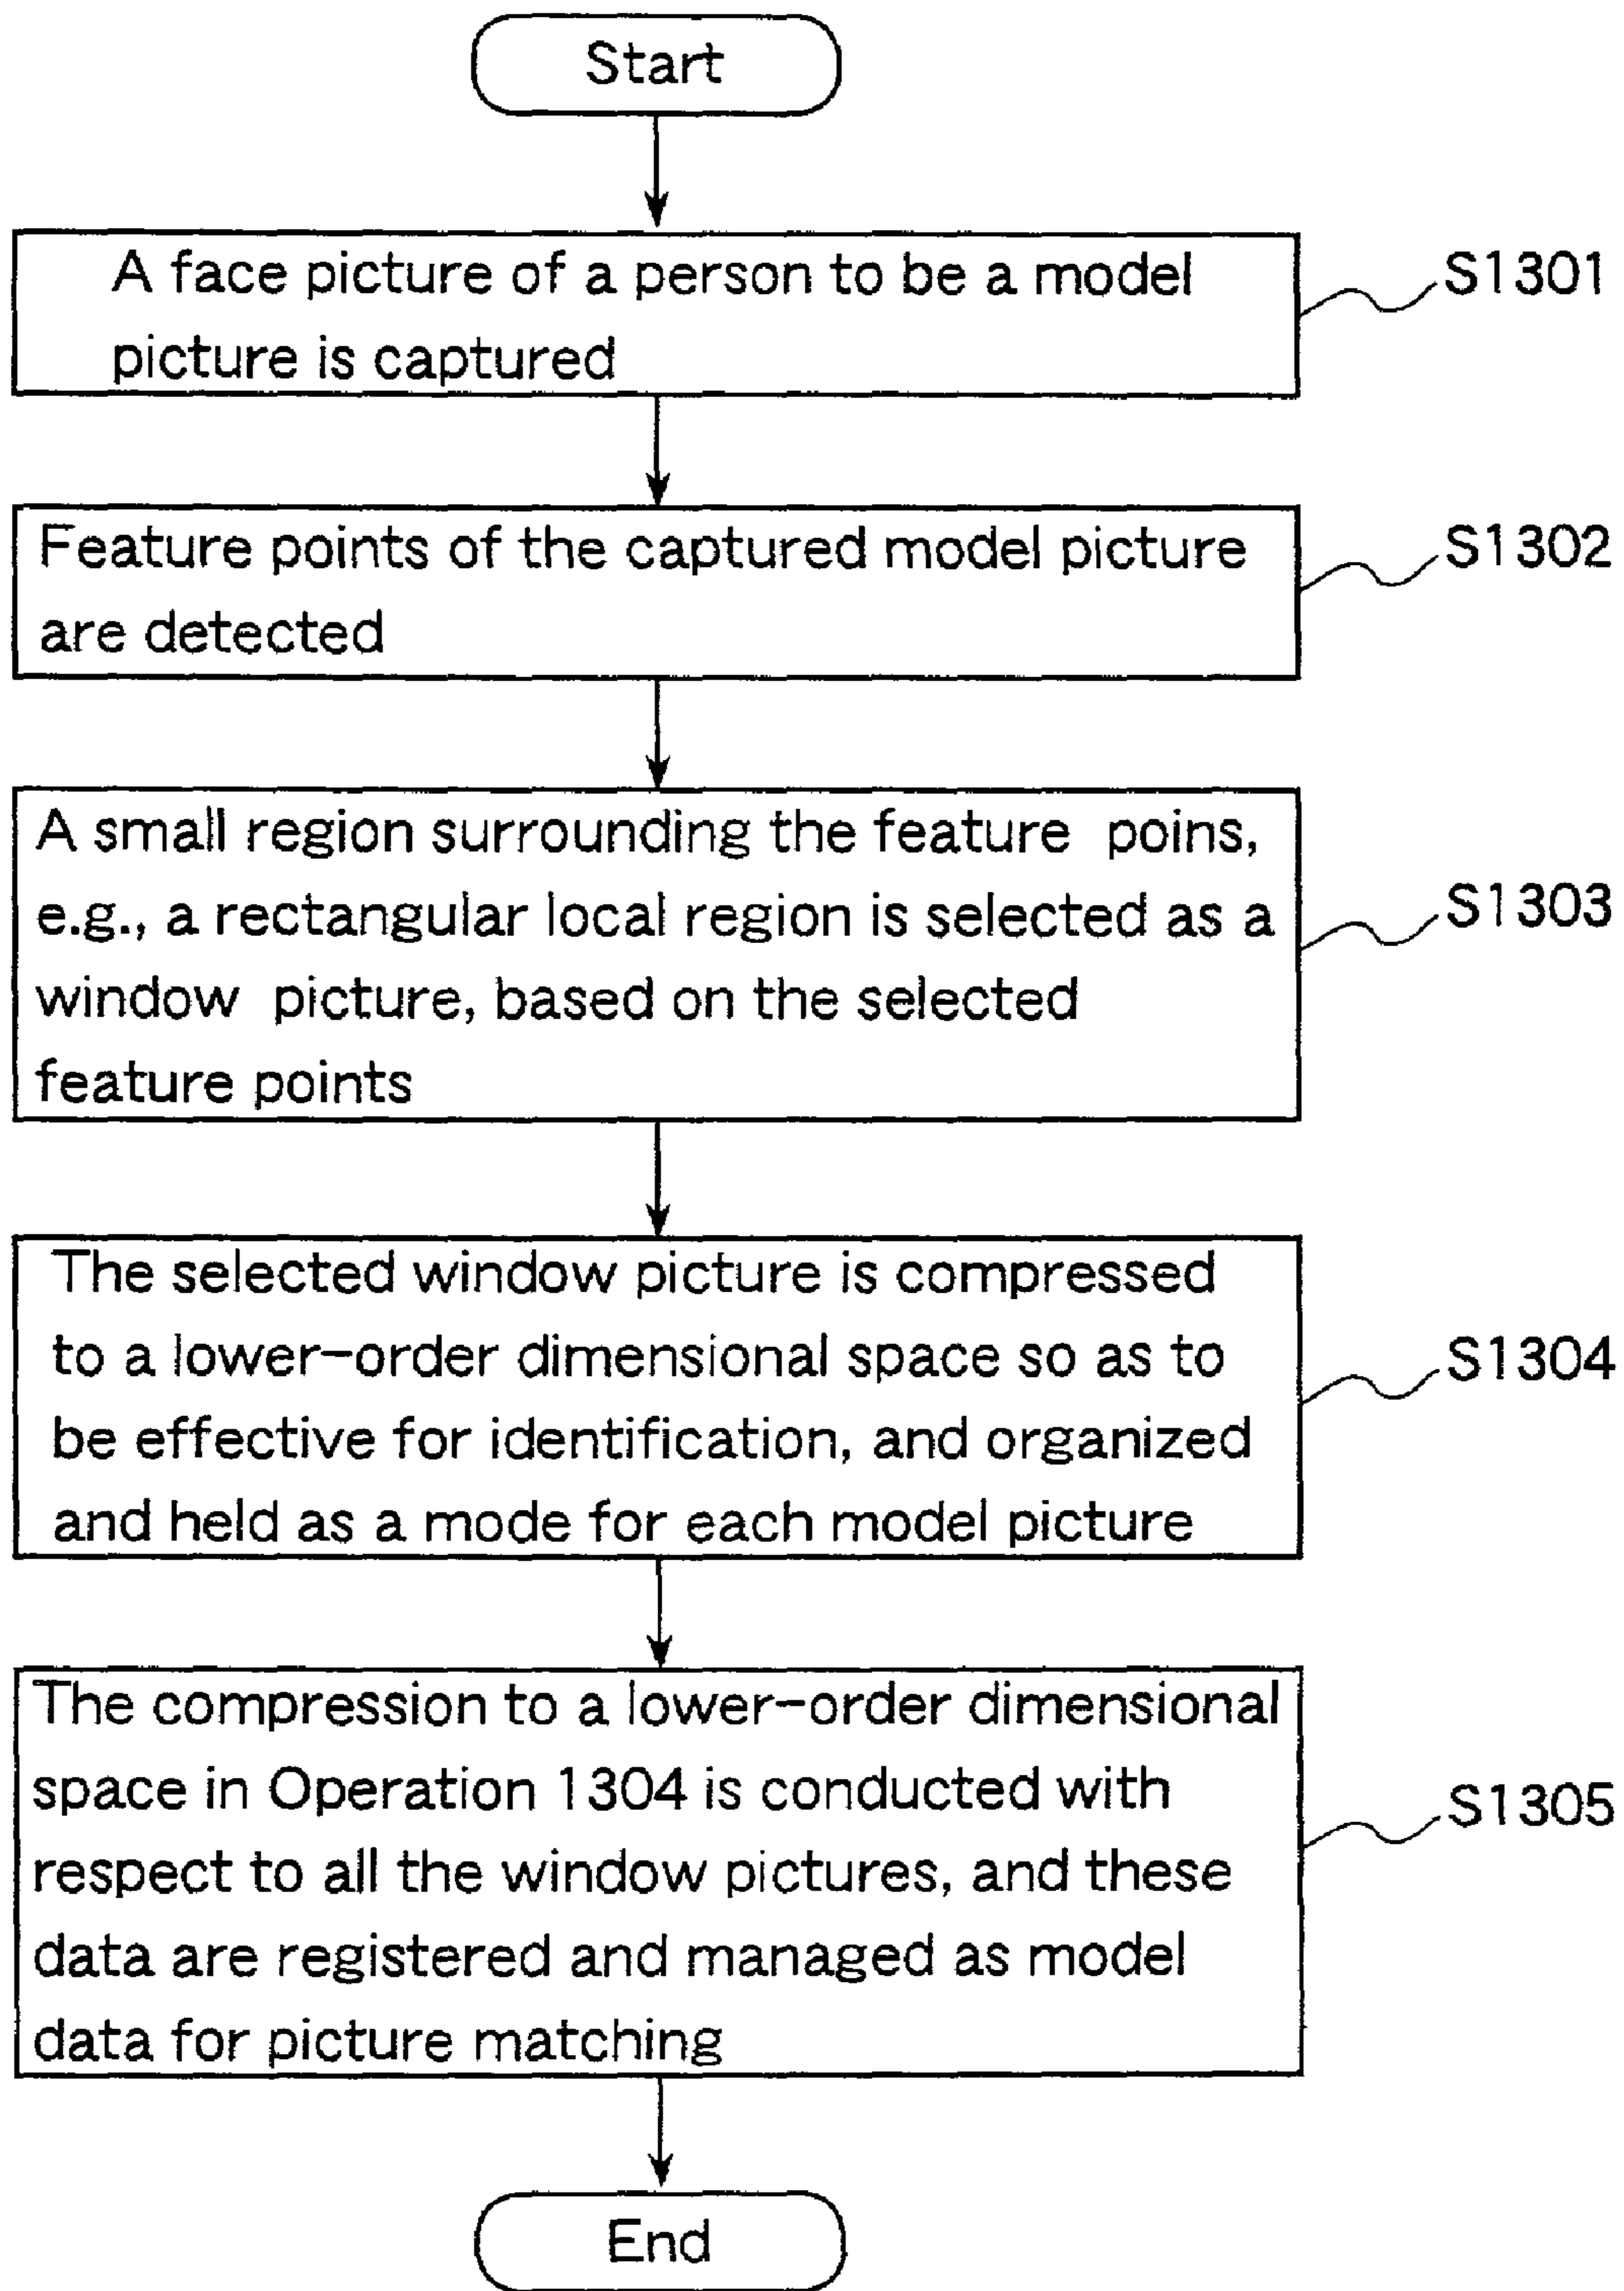 Start
A face picture of a person to be a model
picture is captured
S1301
Feature points of the captured model picture
are detected
S1302
A small region surrounding the feature poins,
e.g., a rectangular local region is selected as a
window picture, based on the selected
feature points
S1303
The selected window picture is compressed
to a lower-order dimensional space so as to
be effective for identification, and organized
and held as a mode for each model picture
S1304
The compression to a lower-order dimensional
space in Operation 1304 is conducted with
respect to all the window pictures, and these
data are registered and managed as model
data for picture matching
S1305
End